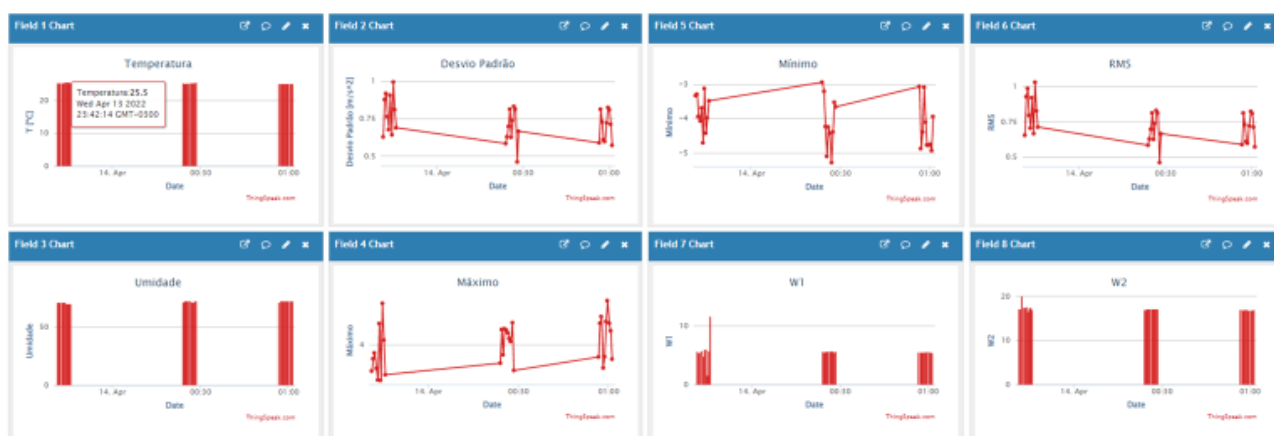 Field 1 Chart
Temperatura
T [°C]
20
10
0
Temperatura: 25.5
Wed Apr 13 2022
23:42:14 GMT-0300
14. Apr
00:30
01:00
Date
ThingSpeak.com
Field 2 Chart
Desvio Padrão
Desvio Padrão [m/s^2]
1
0.75
0.5
14. Apr
00:30
01:00
Date
ThingSpeak.com
Field 5 Chart
Mínimo
Mínimo
-3
-4
-5
14. Apr
00:30
01:00
Date
ThingSpeak.com
Field 6 Chart
RMS
RMS
1
0.75
0.5
14. Apr
00:30
01:00
Date
ThingSpeak.com
Field 3 Chart
Umidade
Umidade
50
0
14. Apr
00:30
01:00
Date
ThingSpeak.com
Field 4 Chart
Máximo
Máximo
4
14. Apr
00:30
01:00
Date
ThingSpeak.com
Field 7 Chart
W1
W1
10
0
14. Apr
00:30
01:00
Date
ThingSpeak.com
Field 8 Chart
W2
W2
20
10
0
14. Apr
00:30
01:00
Date
ThingSpeak.com